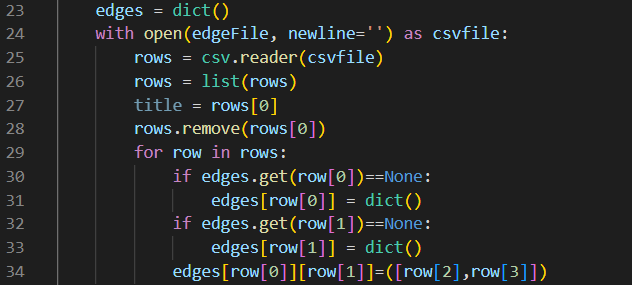 23 edges = dict()
24 with open(edgeFile, newline='') as csvfile:
25 rows = csv.reader(csvfile)
26 rows = list(rows)
27 title = rows[0]
28 rows.remove(rows[0])
29 for row in rows:
30 if edges.get(row[0])==None:
31 edges[row[0]] = dict()
32 if edges.get(row[1])==None:
33 edges[row[1]] = dict()
34 edges[row[0]][row[1]]=([row[2],row[3]])